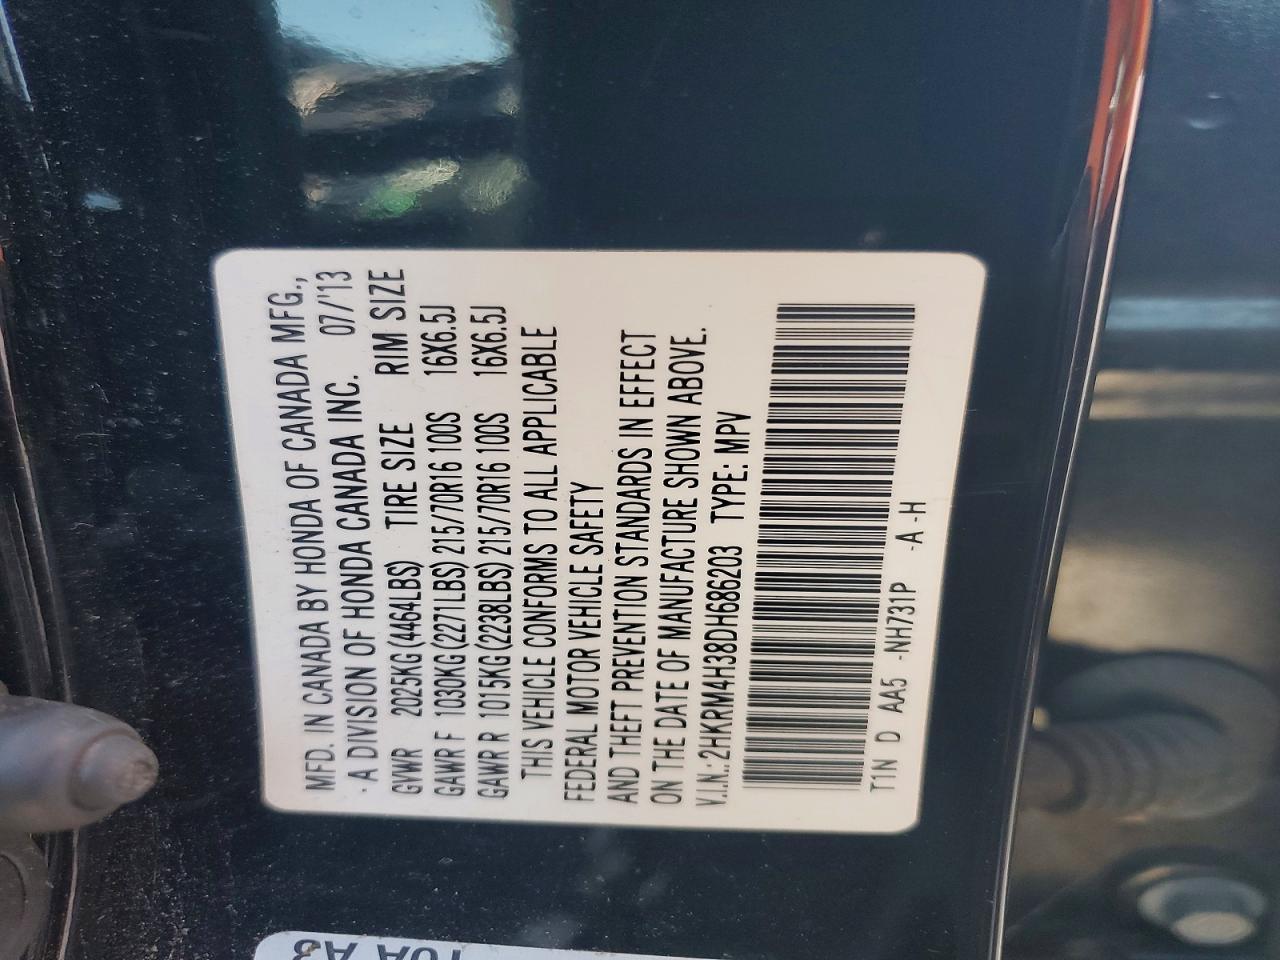 MFD. IN CANADA BY HONDA OF CANADA MFG.,
· A DIVISION OF HONDA CANADA INC. 07/'13
GVWR 2025KG (4464LBS) TIRE SIZE RIM SIZE
GAWR F 1030KG (2271LBS) 215/70R16 100S 16X6.5J
GAWR R 1015KG (2238LBS) 215/70R16 100S 16X6.5J
THIS VEHICLE CONFORMS TO ALL APPLICABLE
FEDERAL MOTOR VEHICLE SAFETY
AND THEFT PREVENTION STANDARDS IN EFFECT
ON THE DATE OF MANUFACTURE SHOWN ABOVE.
V.I.N.: 2HKRM4H38DH686203 TYPE: MPV
T1N D AA5 -NH731P -A-H